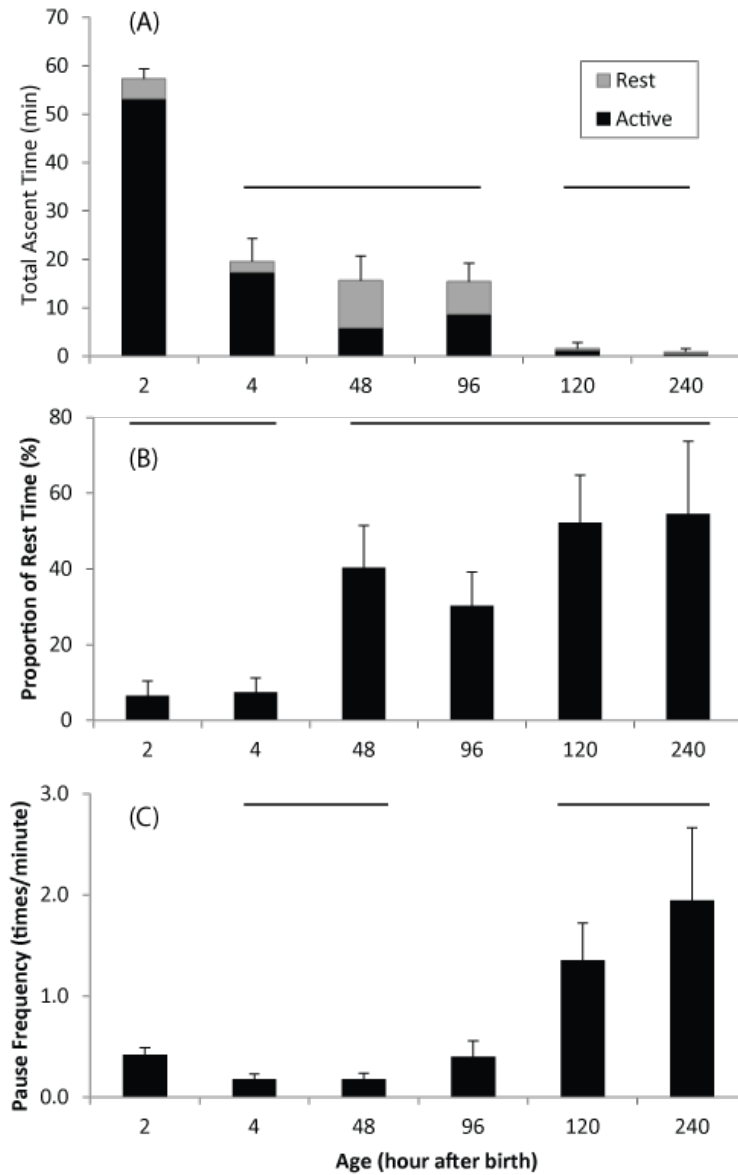 (A)
Total Ascent Time (min)
70
60
50
40
30
20
10
0
Rest
Active
2 4 48 96 120 240
(B)
Proportion of Rest Time (%)
80
60
40
20
0
2 4 48 96 120 240
(C)
Pause Frequency (times/minute)
3.0
2.0
1.0
0.0
2 4 48 96 120 240
Age (hour after birth)